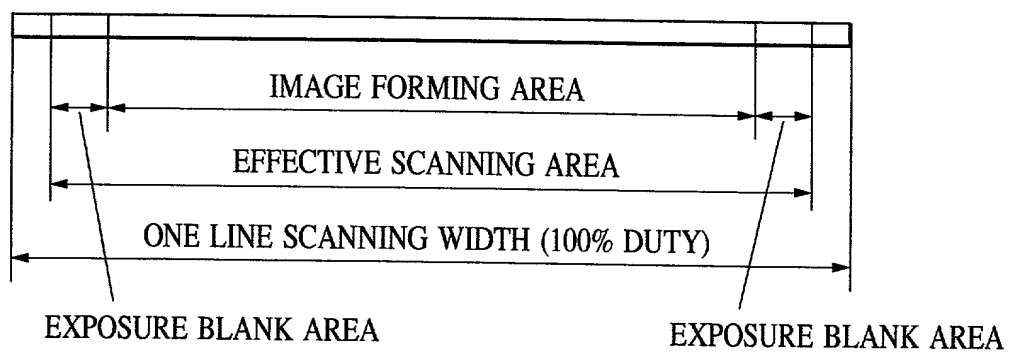 IMAGE FORMING AREA
EFFECTIVE SCANNING AREA
ONE LINE SCANNING WIDTH (100% DUTY)
EXPOSURE BLANK AREA
EXPOSURE BLANK AREA